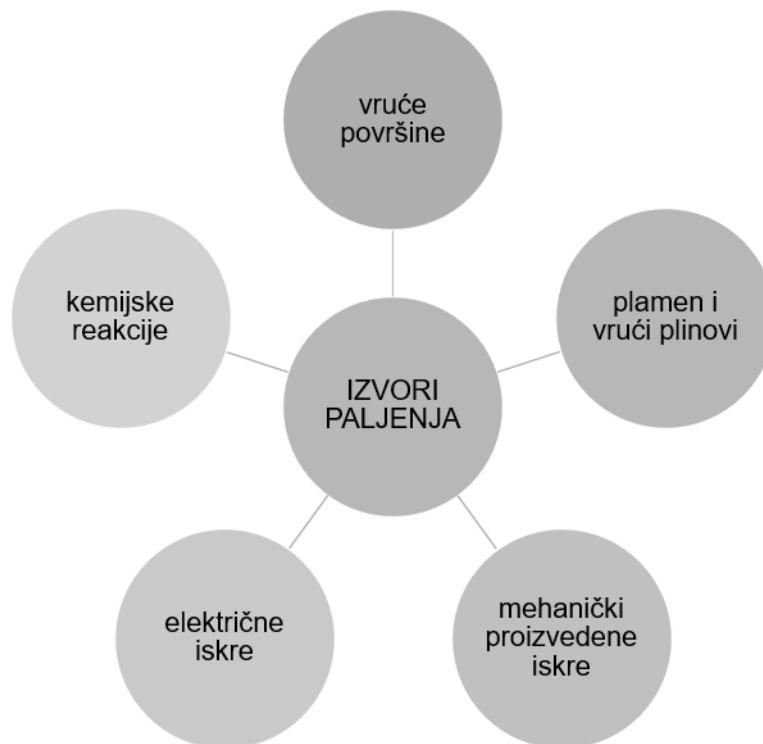 vruće
površine
kemijske
reakcije
plamen i
vrući plinovi
IZVORI
PALJENJA
električne
iskre
mehanički
proizvedene
iskre